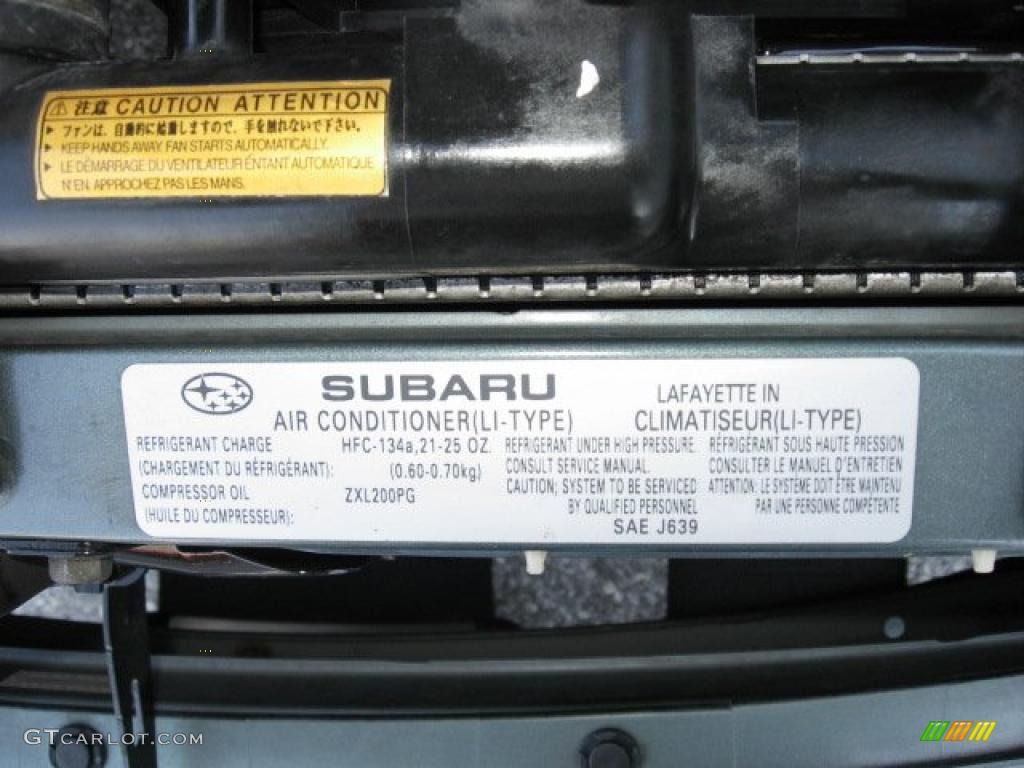 ⚠ 注意 CAUTION ATTENTION
▶ ファンは、自動的に始動しますので、手を触れないで下さい。
▶ KEEP HANDS AWAY. FAN STARTS AUTOMATICALLY.
▶ LE DÉMARRAGE DU VENTILATEUR ÉNTANT AUTOMATIQUE
N'EN APPROCHEZ PAS LES MANS.
SUBARU
LAFAYETTE IN
AIR CONDITIONER(LI-TYPE)
CLIMATISEUR(LI-TYPE)
REFRIGERANT CHARGE HFC-134a,21-25 OZ.
(CHARGEMENT DU RÉFRIGÉRANT): (0.60-0.70kg)
COMPRESSOR OIL ZXL200PG
(HUILE DU COMPRESSEUR):
REFRIGERANT UNDER HIGH PRESSURE.
CONSULT SERVICE MANUAL.
CAUTION; SYSTEM TO BE SERVICED
BY QUALIFIED PERSONNEL
SAE J639
RÉFRIGÉRANT SOUS HAUTE PRESSION
CONSULTER LE MANUEL D'ENTRETIEN
ATTENTION: LE SYSTÈME DOIT ÊTRE MAINTENU
PAR UNE PERSONNE COMPÉTENTE
GTCARLOT.COM